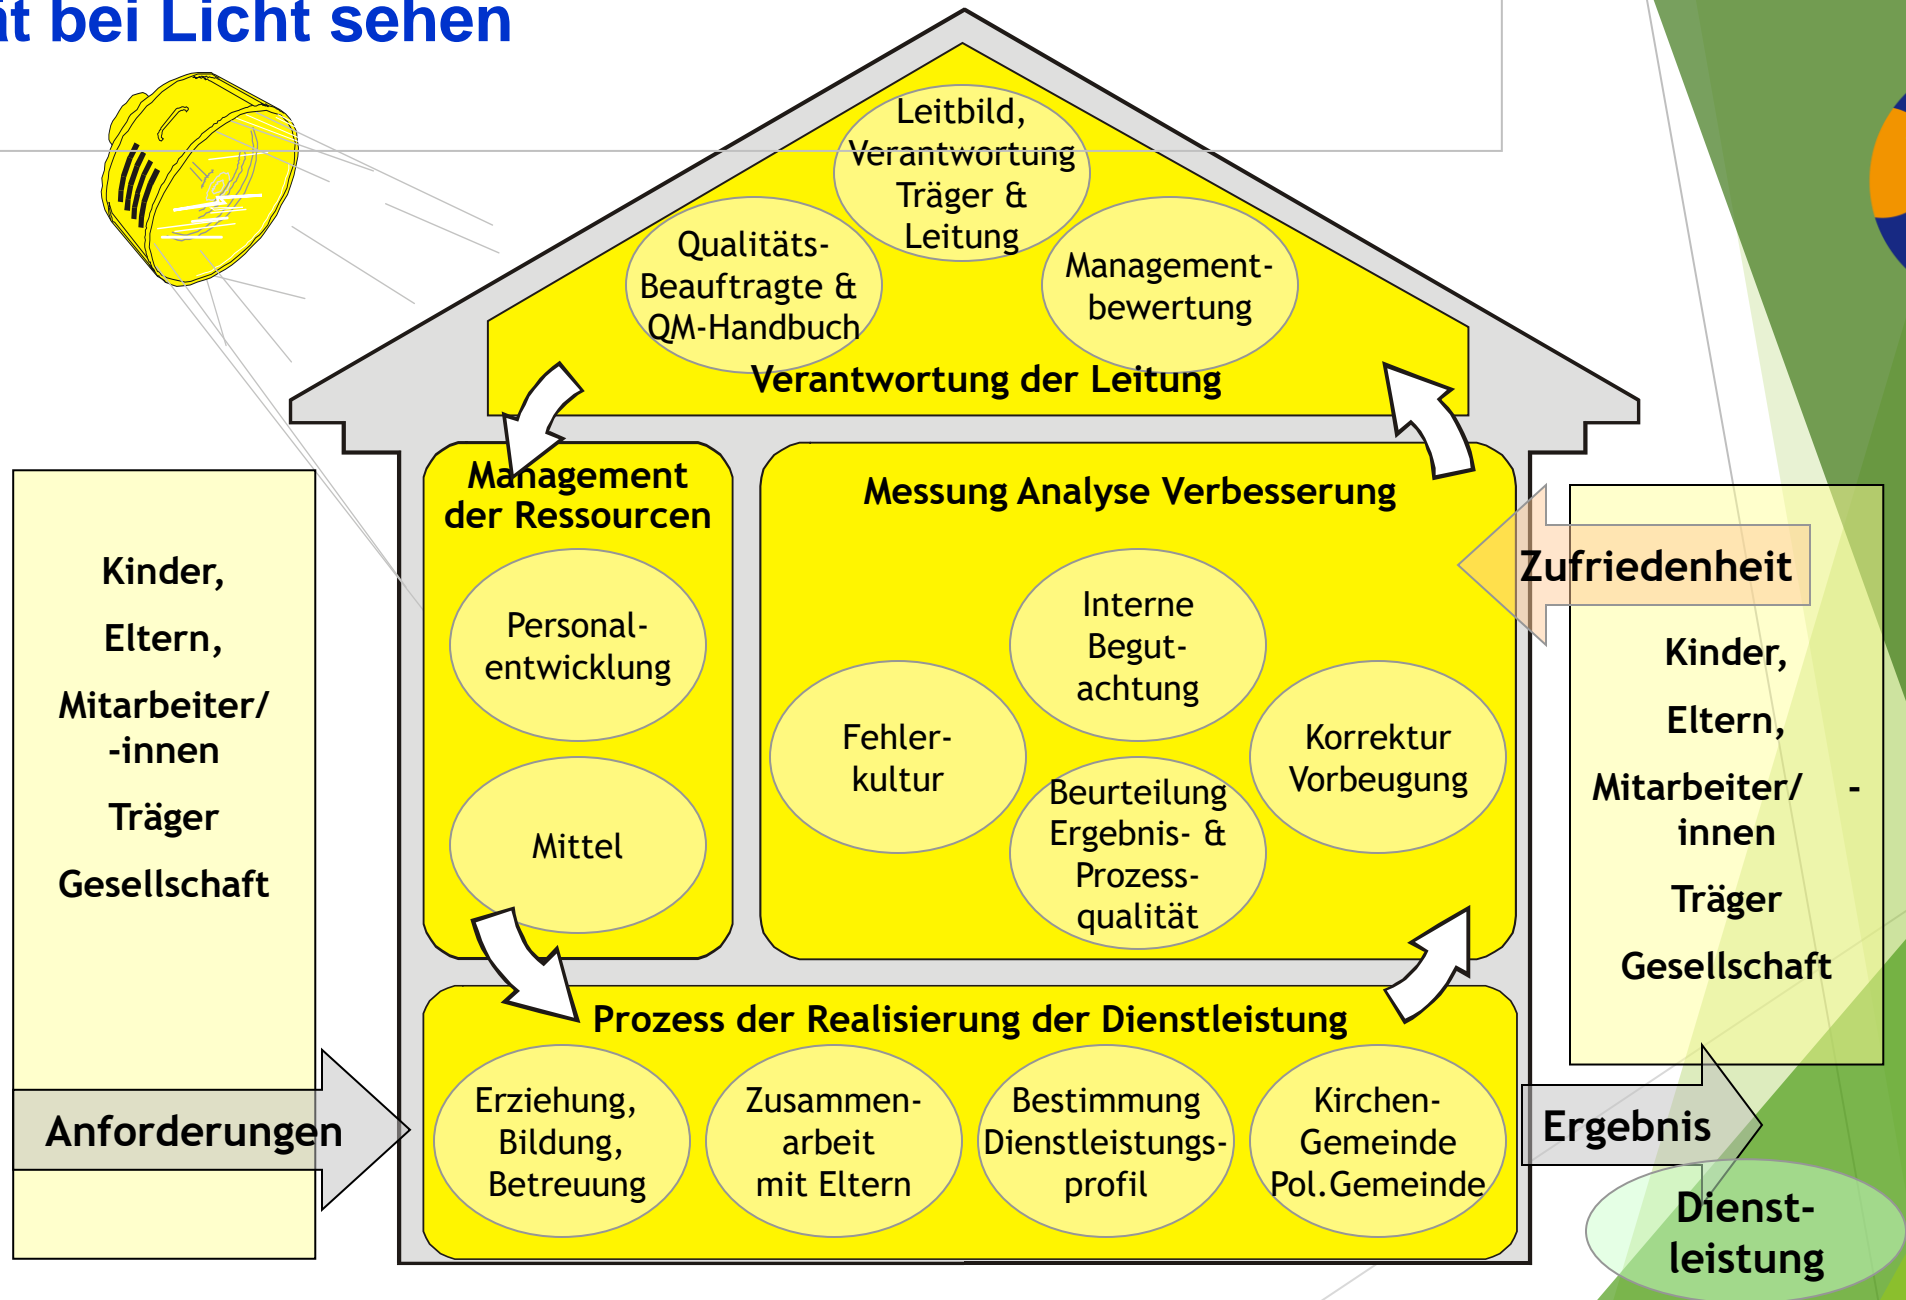 ät bei Licht sehen
Leitbild,
Verantwortung
Träger &
Leitung
Qualitäts-
Beauftragte &
QM-Handbuch
Management-
bewertung
Verantwortung der Leitung
Management
der Ressourcen
Personal-
entwicklung
Mittel
Messung Analyse Verbesserung
Interne
Begut-
achtung
Fehler-
kultur
Korrektur
Vorbeugung
Beurteilung
Ergebnis- &
Prozess-
qualität
Prozess der Realisierung der Dienstleistung
Erziehung,
Bildung,
Betreuung
Zusammen-
arbeit
mit Eltern
Bestimmung
Dienstleistungs-
profil
Kirchen-
Gemeinde
Pol.Gemeinde
Kinder,
Eltern,
Mitarbeiter/
-innen
Träger
Gesellschaft
Anforderungen
Zufriedenheit
Kinder,
Eltern,
Mitarbeiter/ -
innen
Träger
Gesellschaft
Ergebnis
Dienst-
leistung